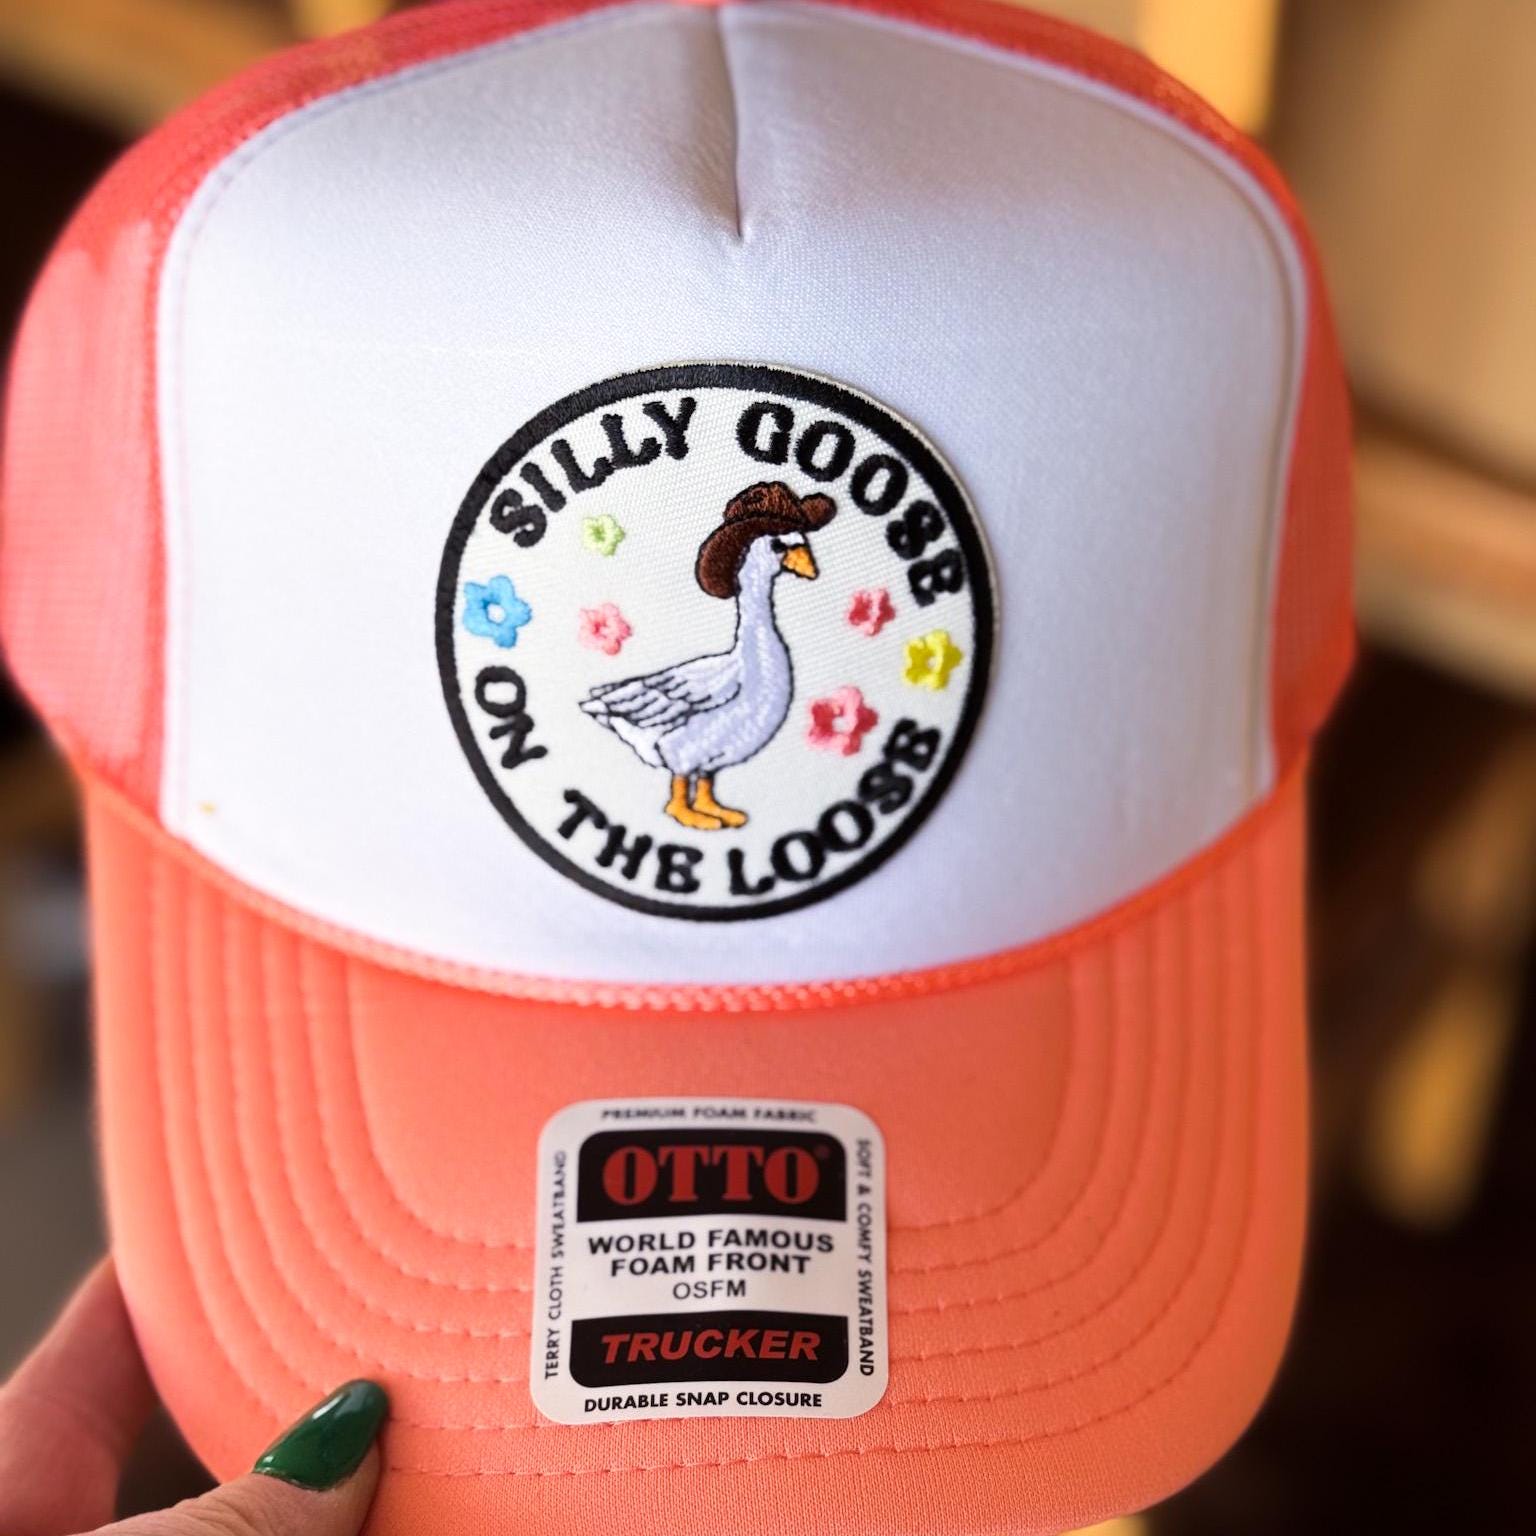 SILLY GOOSE
ON THE LOOSE
PREMIUM FOAM FABRIC
OTTO®
WORLD FAMOUS
FOAM FRONT
OSFM
TRUCKER
DURABLE SNAP CLOSURE
TERRY CLOTH SWEATBAND
SOFT & COMFY SWEATBAND